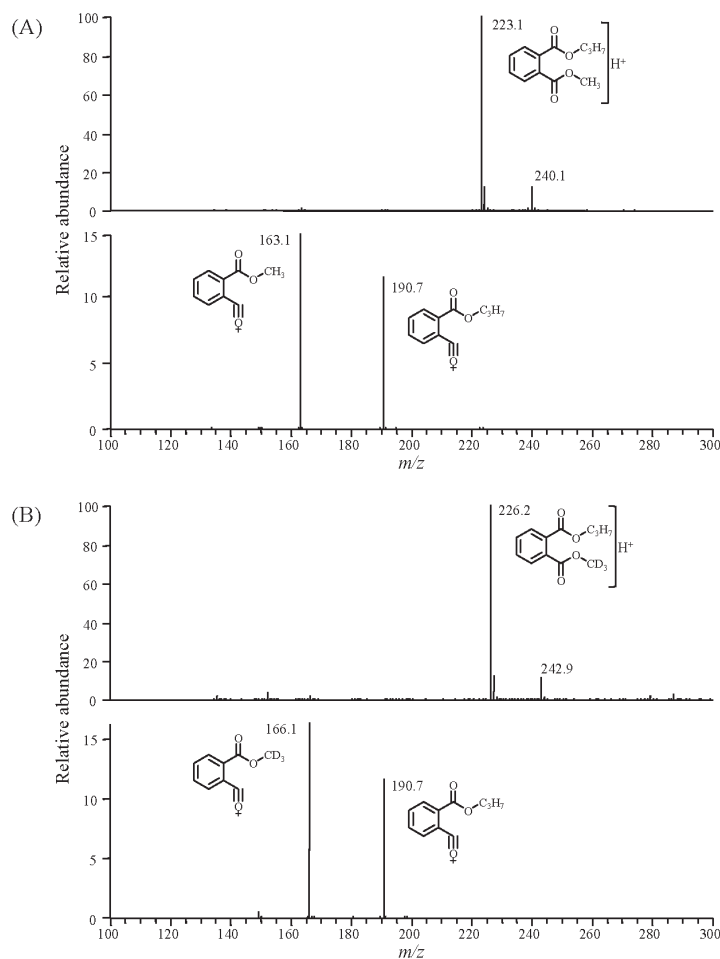 (A)
Relative abundance
100
80
60
40
20
0
223.1
240.1
O
O
C₃H₇
O
CH₃
O
H⁺
15
10
5
0
163.1
190.7
O
O
CH₃
O
+
O
O
C₃H₇
O
+
100 120 140 160 180 200 220 240 260 280 300
m/z
(B)
Relative abundance
100
80
60
40
20
0
226.2
242.9
O
O
C₃H₇
O
CD₃
O
H⁺
15
10
5
0
166.1
190.7
O
O
CD₃
O
+
O
O
C₃H₇
O
+
100 120 140 160 180 200 220 240 260 280 300
m/z